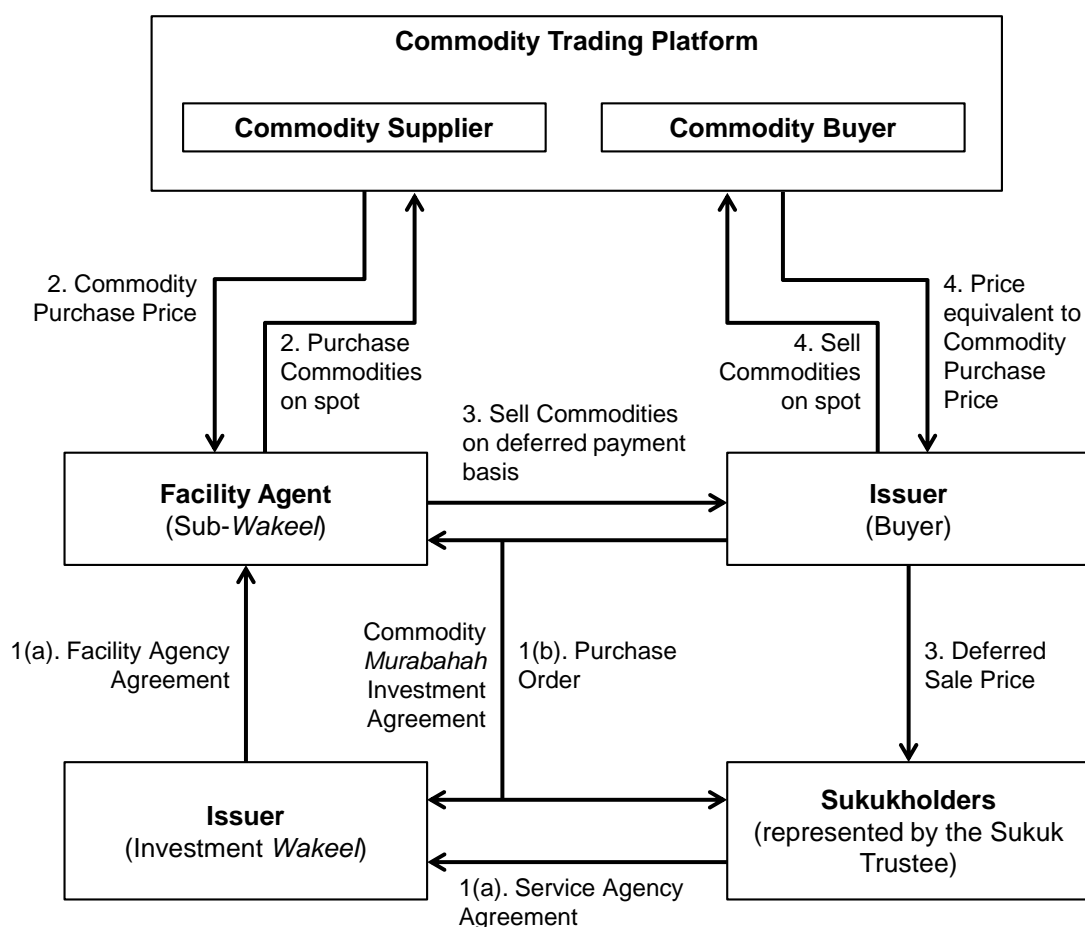 Commodity Trading Platform
Commodity Supplier
Commodity Buyer
2. Commodity
Purchase Price
2. Purchase
Commodities
on spot
4. Sell
Commodities
on spot
4. Price
equivalent to
Commodity
Purchase
Price
3. Sell Commodities
on deferred payment
basis
Facility Agent
(Sub-Wakeel)
Issuer
(Buyer)
1(a). Facility Agency
Agreement
Commodity
Murabahah
Investment
Agreement
1(b). Purchase
Order
3. Deferred
Sale Price
Issuer
(Investment Wakeel)
Sukukholders
(represented by the Sukuk
Trustee)
1(a). Service Agency
Agreement